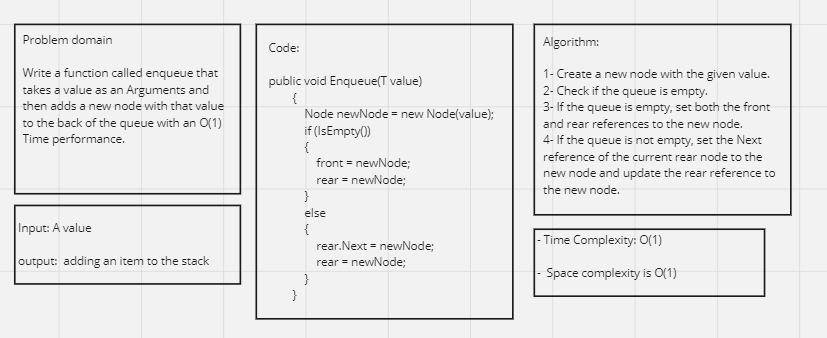 Problem domain
Write a function called enqueue that
takes a value as an Arguments and
then adds a new node with that value
to the back of the queue with an O(1)
Time performance.
Input: A value
output:  adding an item to the stack
Code:
public void Enqueue(T value)
{
Node newNode = new Node(value);
if (IsEmpty())
{
front = newNode;
rear = newNode;
}
else
{
rear.Next = newNode;
rear = newNode;
}
}
Algorithm:
1- Create a new node with the given value.
2- Check if the queue is empty.
3- If the queue is empty, set both the front
and rear references to the new node.
4- If the queue is not empty, set the Next
reference of the current rear node to the
new node and update the rear reference to
the new node.
- Time Complexity: O(1)
-  Space complexity is O(1)